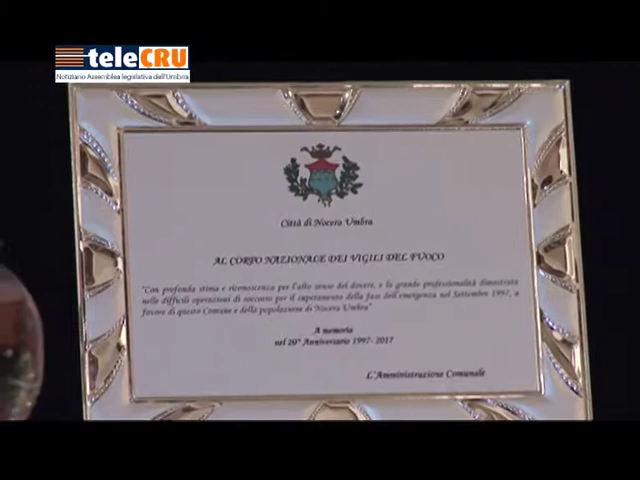 teleCRU
Notiziario Assemblea legislativa dell'Umbria
Città di Nocera Umbra
AL CORPO NAZIONALE DEI VIGILI DEL FUOCO
"Con profonda stima e riconoscenza per l'alto senso del dovere, e la grande professionalità dimostrata
nelle difficili operazioni di soccorso per il superamento della fase dell'emergenza nel Settembre 1997, a
favore di questo Comune e della popolazione di Nocera Umbra"
A memoria
nel 20° Anniversario 1997-2017
L'Amministrazione Comunale